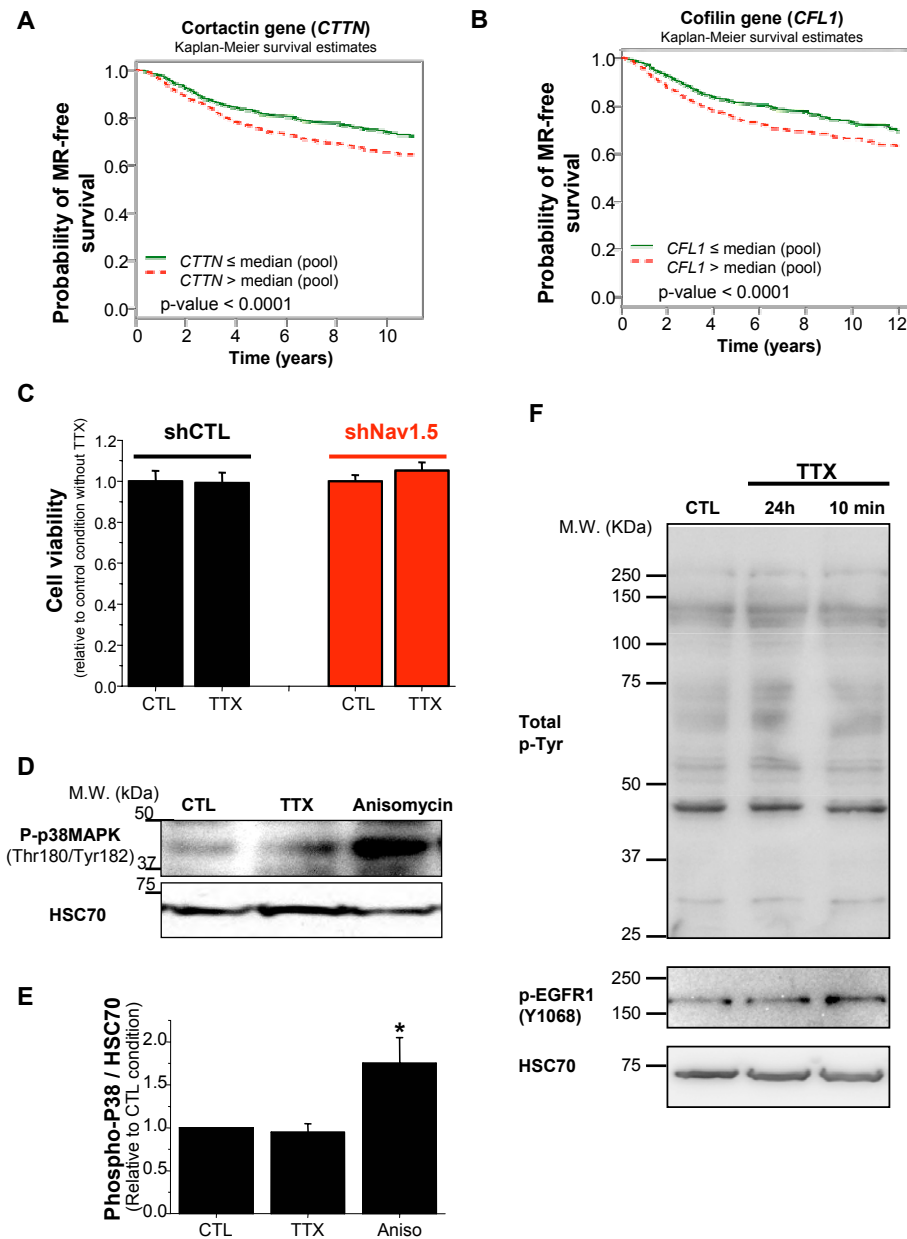 A
Cortactin gene (CTTN)
Kaplan-Meier survival estimates
Probability of MR-free
survival
1.0
0.8
0.6
0.4
0.2
0.0
CTTN ≤ median (pool)
CTTN > median (pool)
p-value < 0.0001
0 2 4 6 8 10
Time (years)
B
Cofilin gene (CFL1)
Kaplan-Meier survival estimates
Probability of MR-free
survival
1.0
0.8
0.6
0.4
0.2
0.0
CFL1 ≤ median (pool)
CFL1 > median (pool)
p-value < 0.0001
0 2 4 6 8 10 12
Time (years)
C
shCTL shNav1.5
Cell viability
(relative to control condition without TTX)
1.2
1.0
0.8
0.6
0.4
0.2
0.0
CTL TTX CTL TTX
D
M.W. (kDa) CTL TTX Anisomycin
50
P-p38MAPK
(Thr180/Tyr182)
37
75
HSC70
E
Phospho-P38 / HSC70
(Relative to CTL condition)
2.0
1.5
1.0
0.5
0.0
*
CTL TTX Aniso
F
TTX
CTL 24h 10 min
M.W. (KDa)
250
150
100
75
Total
p-Tyr
50
37
25
p-EGFR1
(Y1068)
250
150
HSC70
75